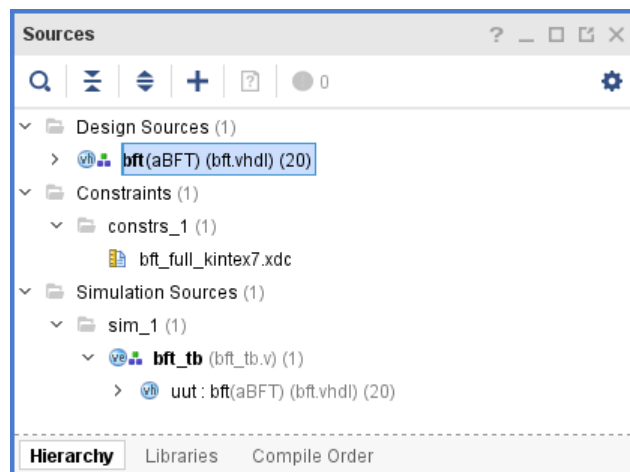 Sources
0
Design Sources (1)
bft(aBFT) (bft.vhdl) (20)
Constraints (1)
constrs_1 (1)
bft_full_kintex7.xdc
Simulation Sources (1)
sim_1 (1)
bft_tb (bft_tb.v) (1)
uut : bft(aBFT) (bft.vhdl) (20)
Hierarchy Libraries Compile Order